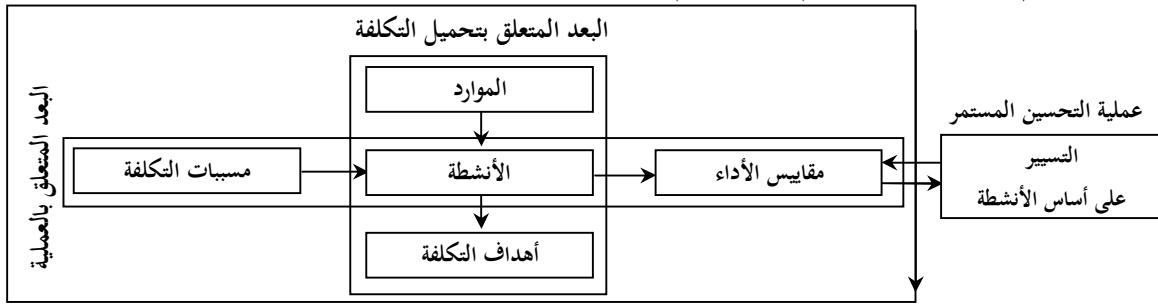 البعد المتعلق بتحميل التكلفة
الموارد
عملية التحسين المستمر
البعد المتعلق بالعملية
مسببات التكلفة
الأنشطة
مقاييس الأداء
التسيير
على أساس الأنشطة
أهداف التكلفة